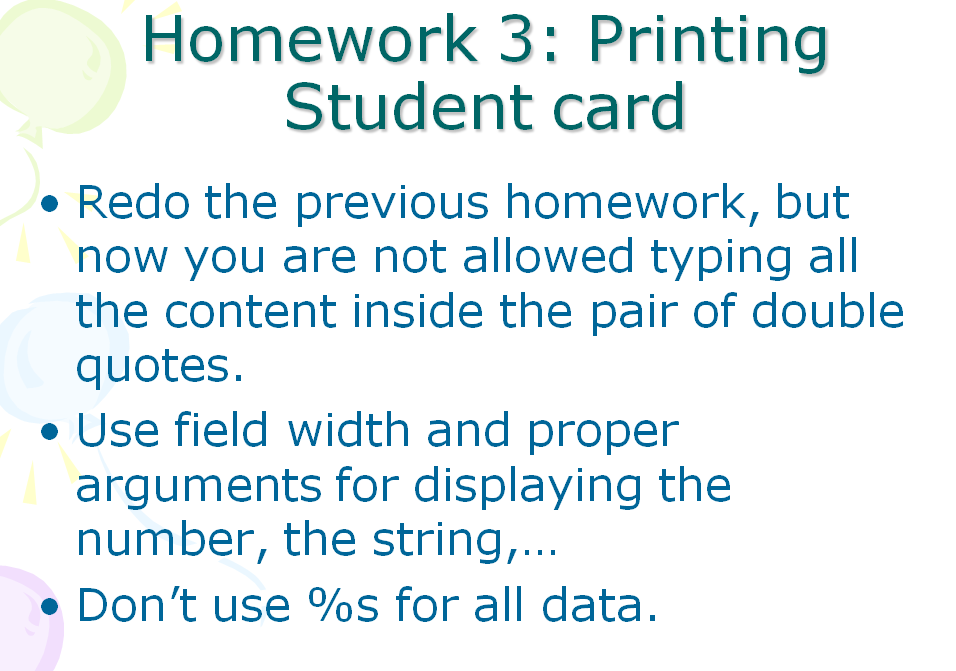 Homework 3: Printing
Student card
• Redo the previous homework, but
now you are not allowed typing all
the content inside the pair of double
quotes.
• Use field width and proper
arguments for displaying the
number, the string,…
• Don’t use %s for all data.